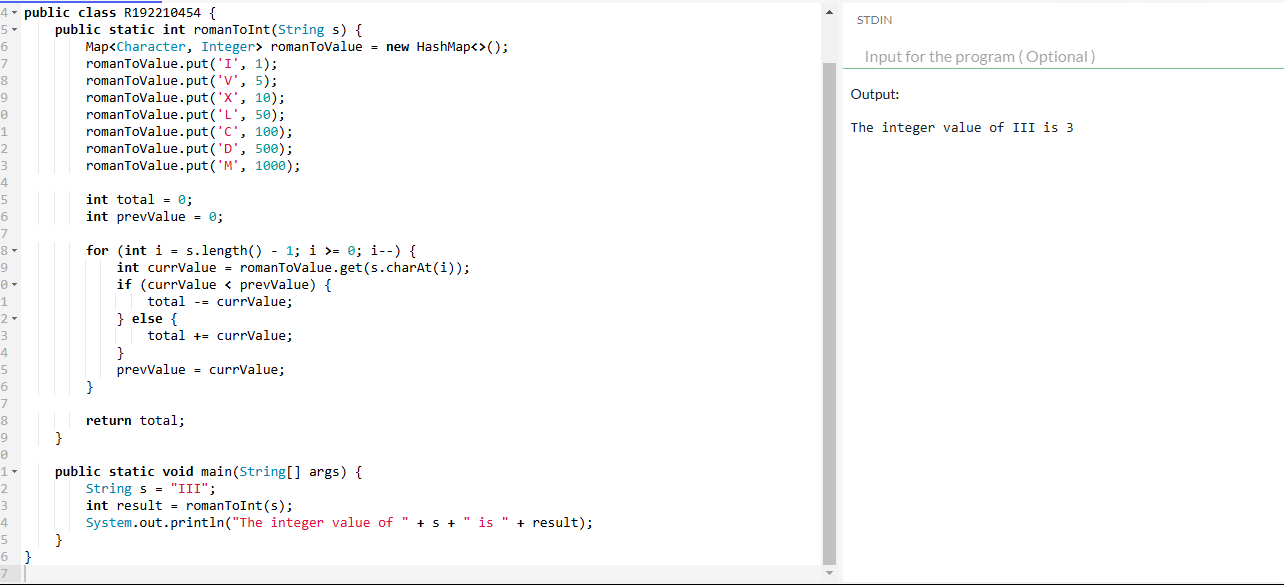 4 public class R192210454 {
5 public static int romanToInt(String s) {
6 Map<Character, Integer> romanToValue = new HashMap<>();
7 romanToValue.put('I', 1);
8 romanToValue.put('V', 5);
9 romanToValue.put('X', 10);
0 romanToValue.put('L', 50);
1 romanToValue.put('C', 100);
2 romanToValue.put('D', 500);
3 romanToValue.put('M', 1000);
4
5 int total = 0;
6 int prevValue = 0;
7
8 for (int i = s.length() - 1; i >= 0; i--) {
9 int currValue = romanToValue.get(s.charAt(i));
0 if (currValue < prevValue) {
1 total -= currValue;
2 } else {
3 total += currValue;
4 }
5 prevValue = currValue;
6 }
7
8 return total;
9 }
0
1 public static void main(String[] args) {
2 String s = "III";
3 int result = romanToInt(s);
4 System.out.println("The integer value of " + s + " is " + result);
5 }
6 }
7
STDIN
Input for the program ( Optional )
Output:
The integer value of III is 3